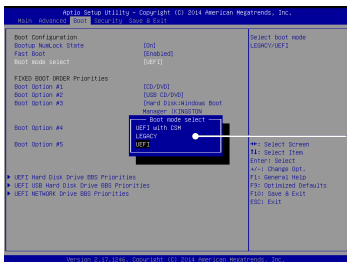 Aptio Setup Utility - Copyright (C) 2014 American Megatrends, Inc.
Main Advanced Boot Security Save & Exit
Boot Configuration
Bootup NumLock State [On]
Fast Boot [Enabled]
Boot mode select [UEFI]
FIXED BOOT ORDER Priorities
Boot Option #1 [CD/DVD]
Boot Option #2 [USB CD/DVD]
Boot Option #3 [Hard Disk:Windows Boot
Manager (KINGSTON
Boot mode select
UEFI with CSM
LEGACY
UEFI
Boot Option #4
Boot Option #5
UEFI Hard Disk Drive BBS Priorities
UEFI USB Hard Disk Drive BBS Priorities
UEFI NETWORK Drive BBS Priorities
Select boot mode
LEGACY/UEFI
→←: Select Screen
↑↓: Select Item
Enter: Select
+/-: Change Opt.
F1: General Help
F9: Optimized Defaults
F10: Save & Exit
ESC: Exit
Version 2.17.1246. Copyright (C) 2014 American Megatrends, Inc.